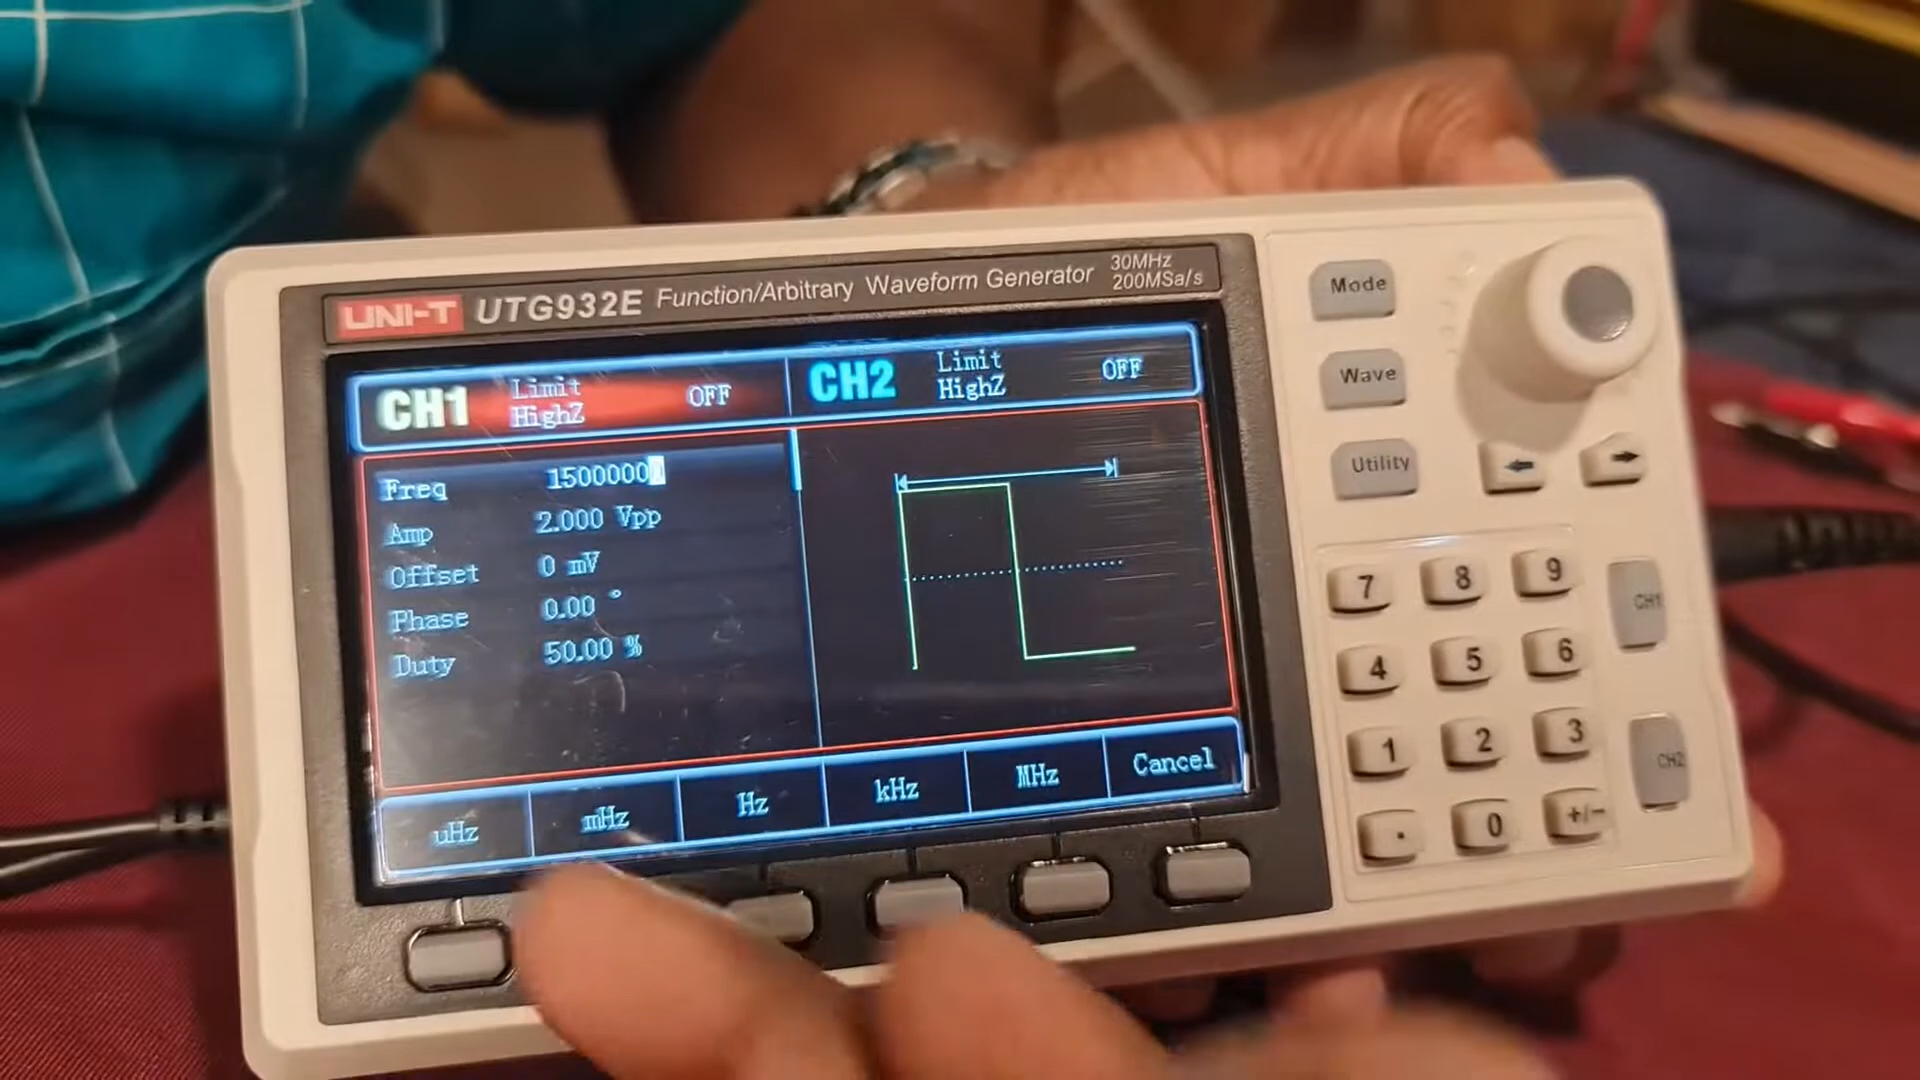 UNI-T UTG932E Function/Arbitrary Waveform Generator 30MHz
200MSa/s
CH1 Limit HighZ OFF
CH2 Limit HighZ OFF
Freq 1500000
Amp 2.000 Vpp
Offset 0 mV
Phase 0.00 °
Duty 50.00 %
uHz mHz Hz kHz MHz Cancel
Mode
Wave
Utility
← →
7 8 9
4 5 6
1 2 3
. 0 +/-
CH1
CH2